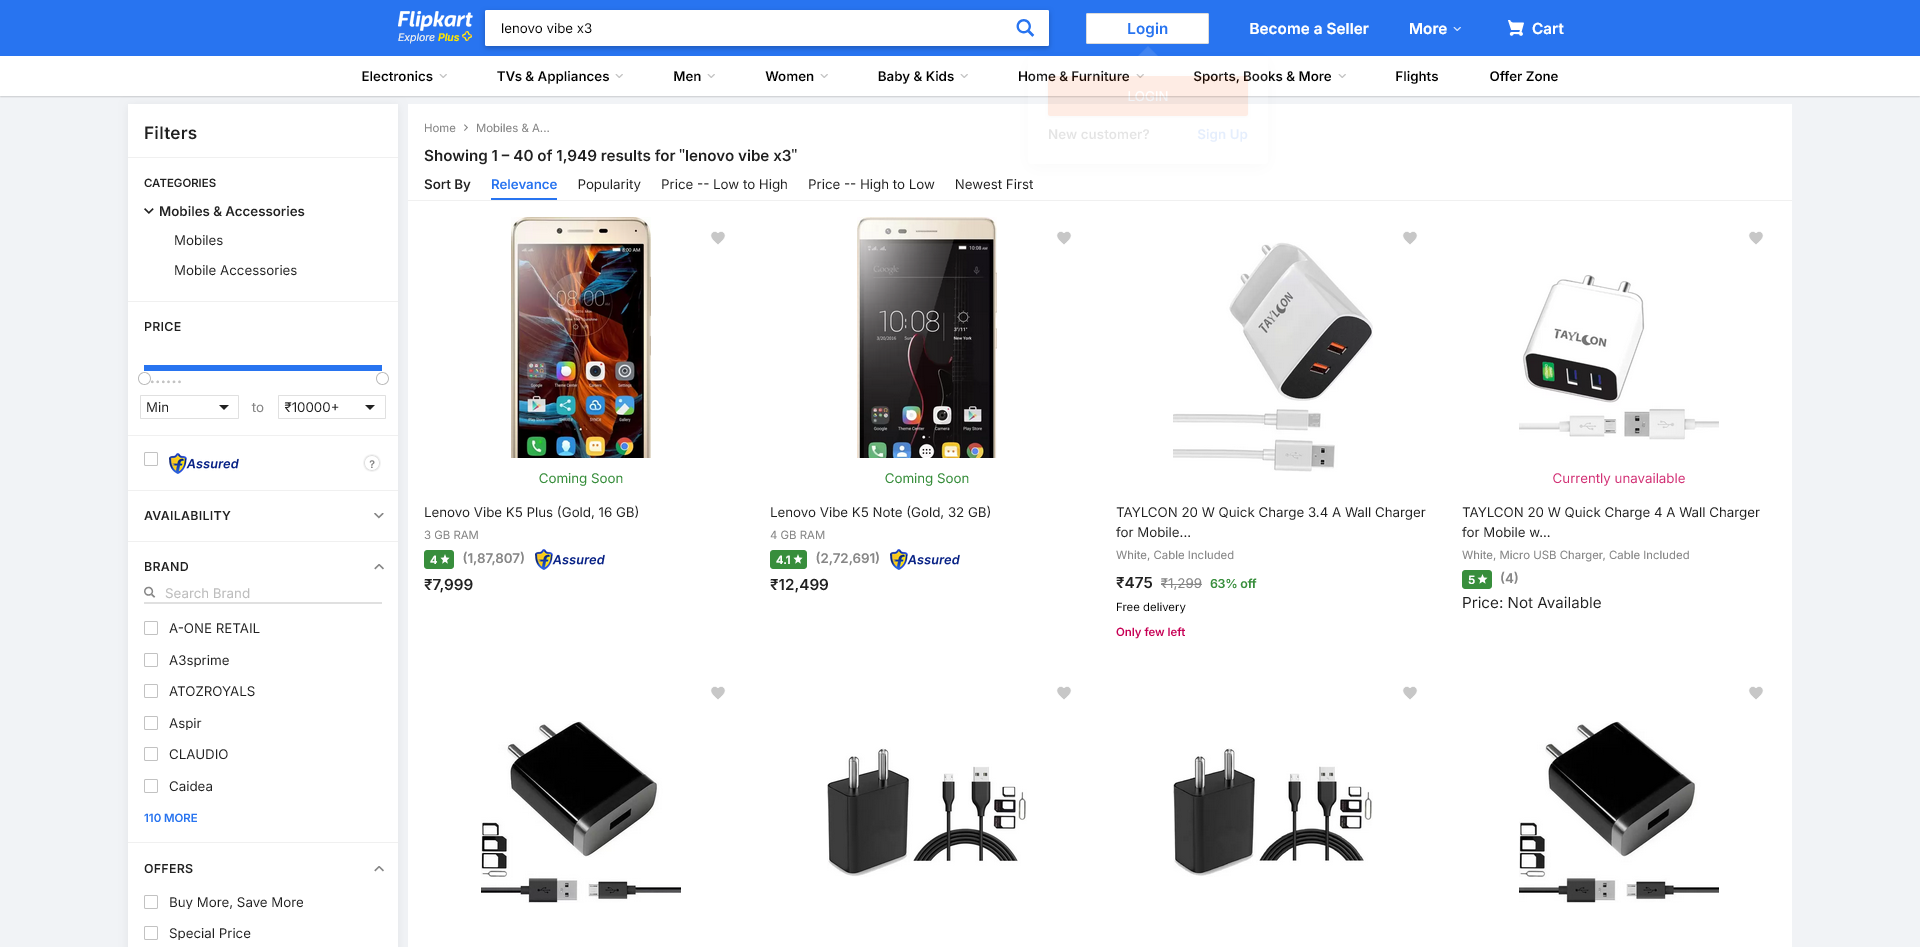 Flipkart
Explore Plus
lenovo vibe x3
Login
Become a Seller
More
Cart
Electronics
TVs & Appliances
Men
Women
Baby & Kids
Home & Furniture
Sports, Books & More
Flights
Offer Zone
LOGIN
New customer?
Sign Up
Filters
CATEGORIES
Mobiles & Accessories
Mobiles
Mobile Accessories
PRICE
Min
to
₹10000+
Assured
?
AVAILABILITY
BRAND
Search Brand
A-ONE RETAIL
A3sprime
ATOZROYALS
Aspir
CLAUDIO
Caidea
110 MORE
OFFERS
Buy More, Save More
Special Price
Home
Mobiles & A...
Showing 1 – 40 of 1,949 results for "lenovo vibe x3"
Sort By
Relevance
Popularity
Price -- Low to High
Price -- High to Low
Newest First
08:00
Coming Soon
Lenovo Vibe K5 Plus (Gold, 16 GB)
3 GB RAM
4
(1,87,807)
Assured
₹7,999
Google
10:08
Coming Soon
Lenovo Vibe K5 Note (Gold, 32 GB)
4 GB RAM
4.1
(2,72,691)
Assured
₹12,499
TAYLCON
TAYLCON 20 W Quick Charge 3.4 A Wall Charger
for Mobile...
White, Cable Included
₹475 ₹1,299 63% off
Free delivery
Only few left
TAYLCON
Currently unavailable
TAYLCON 20 W Quick Charge 4 A Wall Charger
for Mobile w...
White, Micro USB Charger, Cable Included
5
(4)
Price: Not Available